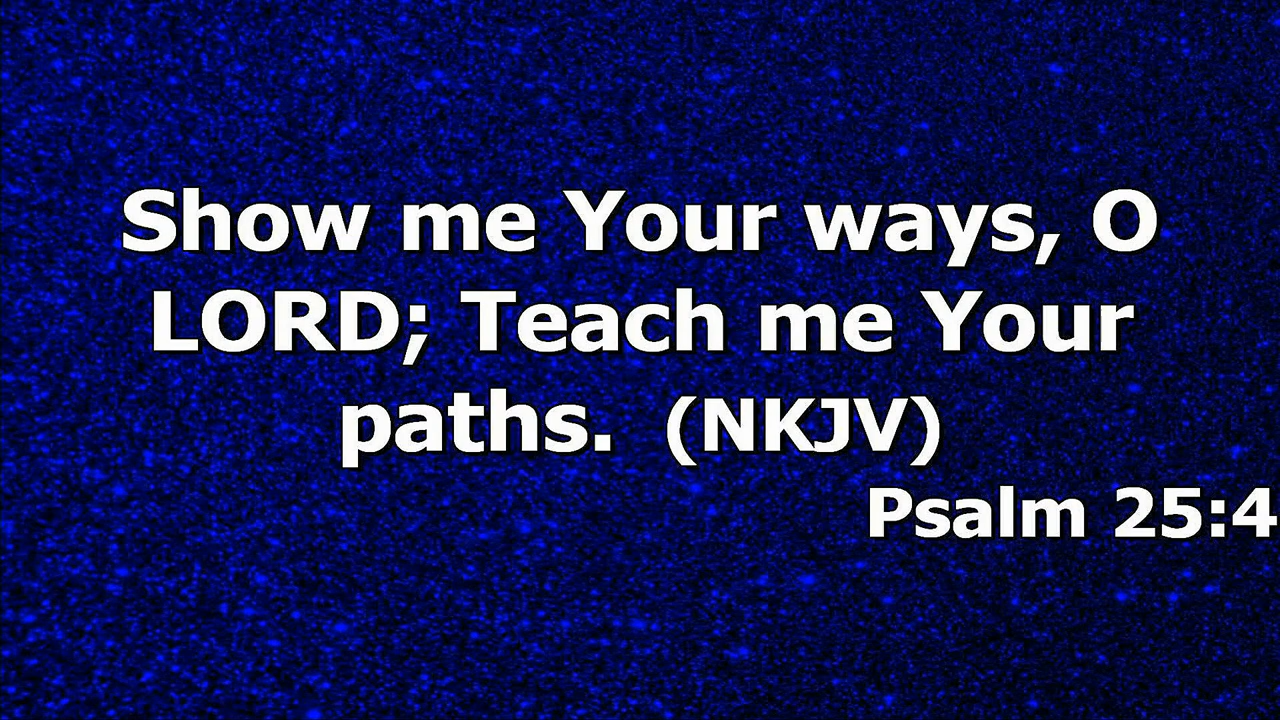 Show me Your ways, O
LORD; Teach me Your
paths.  (NKJV)
Psalm 25:4